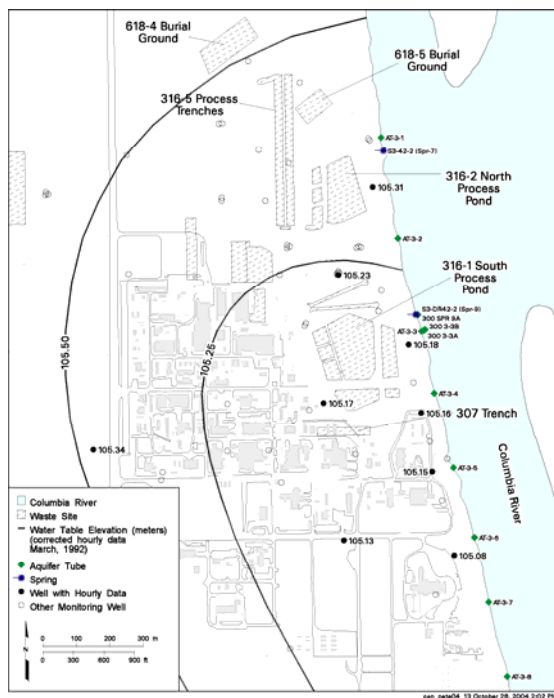 618-4 Burial
Ground
618-5 Burial
Ground
316-5 Process
Trenches
AT-3-1
S3-42-2 (Spr-7)
316-2 North
Process
Pond
105.31
AT-3-2
105.23
316-1 South
Process
Pond
S3-DR42-2 (Spr-9)
300 SPR 9A
AT-3-3
300 3-3B
300 3-3A
105.18
105.50
105.25
AT-3-4
105.17
105.16
307 Trench
105.34
Columbia River
AT-3-5
105.15
AT-3-6
105.13
105.08
AT-3-7
AT-3-8
Columbia River
Waste Site
Water Table Elevation (meters)
(corrected hourly data
March, 1992)
Aquifer Tube
Spring
Well with Hourly Data
Other Monitoring Well
N
0 100 200 300 m
0 300 600 900 ft
October 28, 2004 2:02 PM